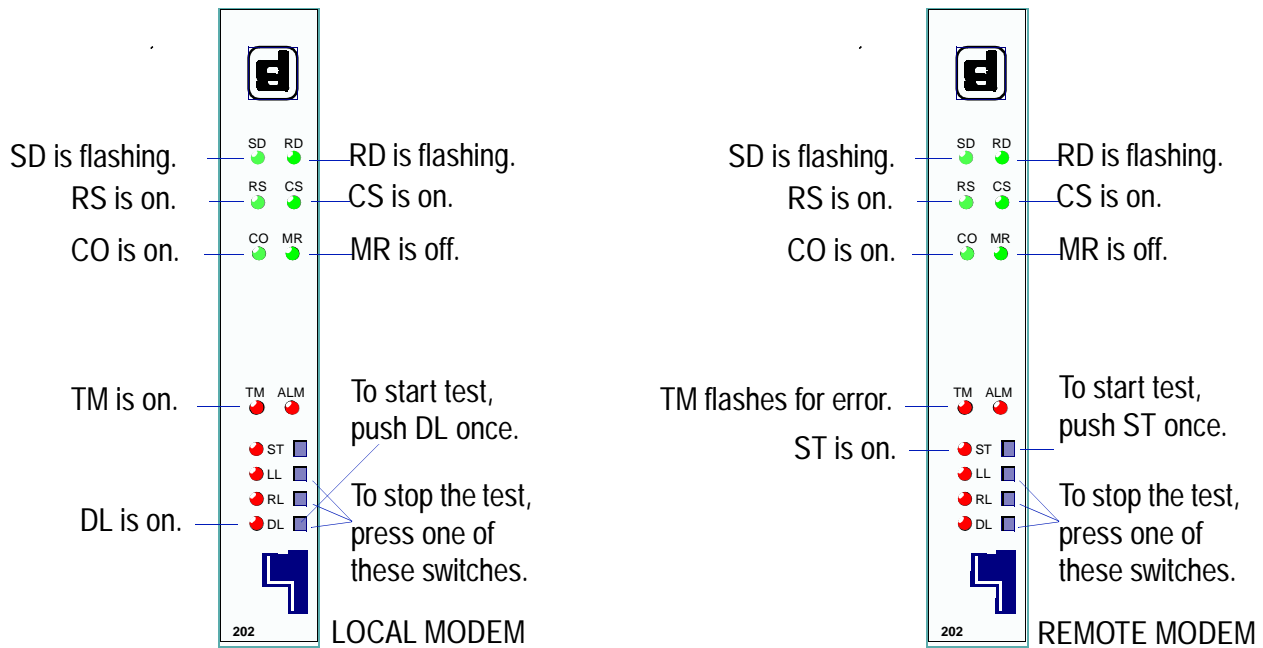 SD RD
SD is flashing. RD is flashing.
RS CS
RS is on. CS is on.
CO MR
CO is on. MR is off.
TM ALM
TM is on.
To start test,
push DL once.
ST
LL
RL
DL is on. DL
To stop the test,
press one of
these switches.
202
LOCAL MODEM
SD RD
SD is flashing. RD is flashing.
RS CS
RS is on. CS is on.
CO MR
CO is on. MR is off.
TM ALM
TM flashes for error.
To start test,
push ST once.
ST is on. ST
LL
RL
DL
To stop the test,
press one of
these switches.
202
REMOTE MODEM